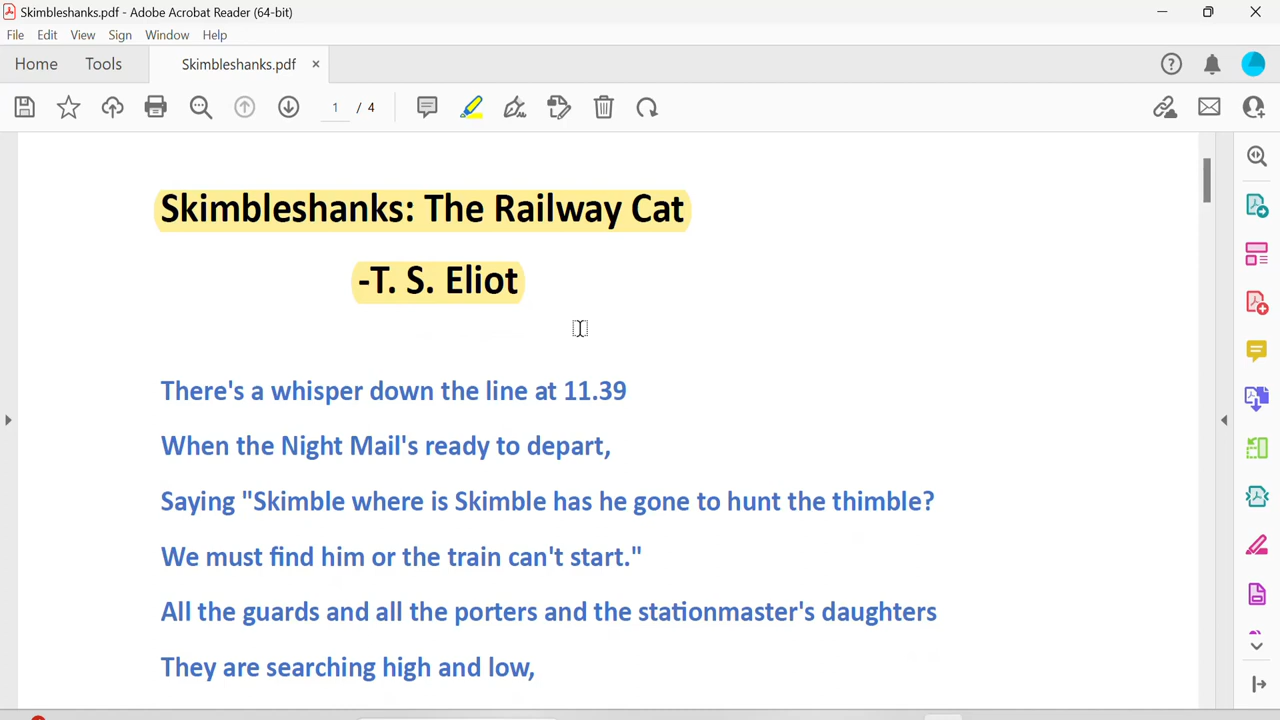 Skimbleshanks.pdf - Adobe Acrobat Reader (64-bit)
File Edit View Sign Window Help
Home Tools Skimbleshanks.pdf ×
1 / 4
Skimbleshanks: The Railway Cat
-T. S. Eliot
There's a whisper down the line at 11.39
When the Night Mail's ready to depart,
Saying "Skimble where is Skimble has he gone to hunt the thimble?
We must find him or the train can't start."
All the guards and all the porters and the stationmaster's daughters
They are searching high and low,